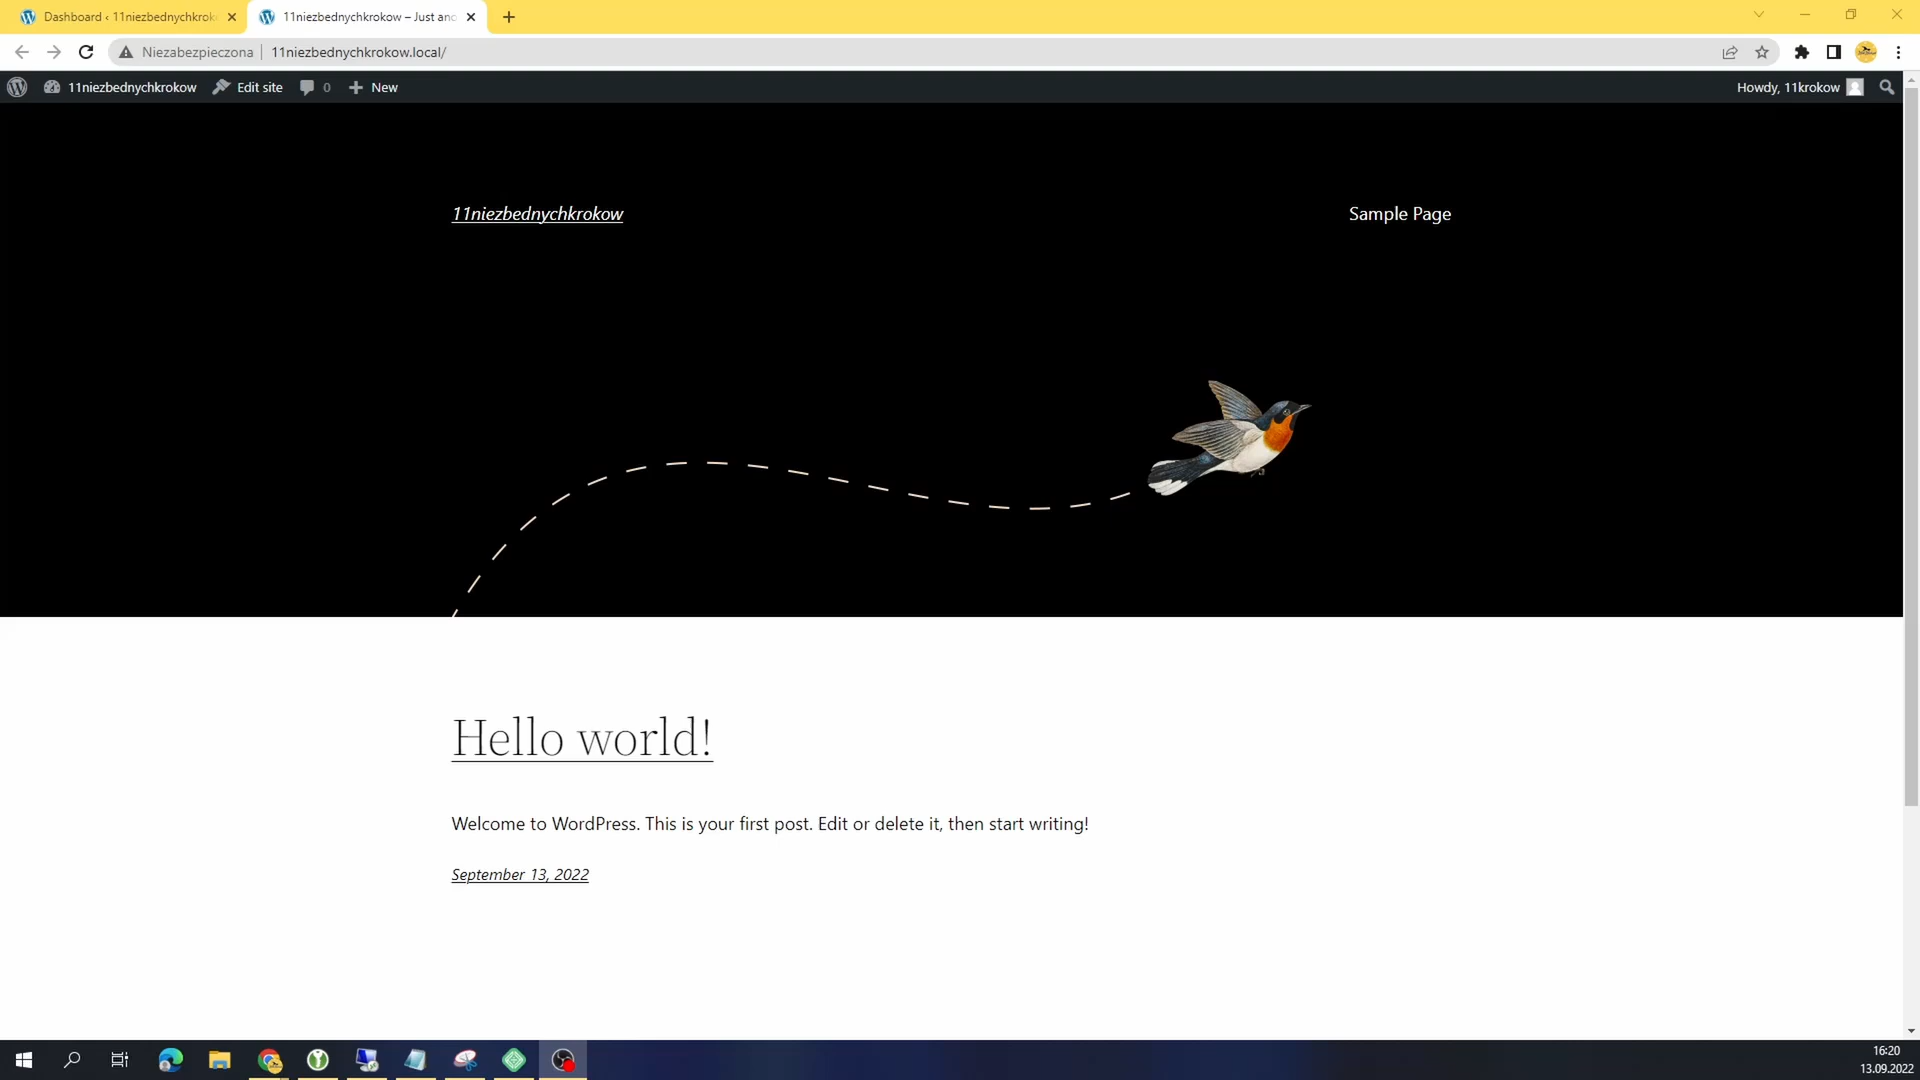 Dashboard ‹ 11niezbednychkrok
11niezbednychkrokow – Just ano
Niezabezpieczona
11niezbednychkrokow.local/
11niezbednychkrokow
Edit site
0
New
Howdy, 11krokow
11niezbednychkrokow
Sample Page
Hello world!
Welcome to WordPress. This is your first post. Edit or delete it, then start writing!
September 13, 2022
16:20
13.09.2022